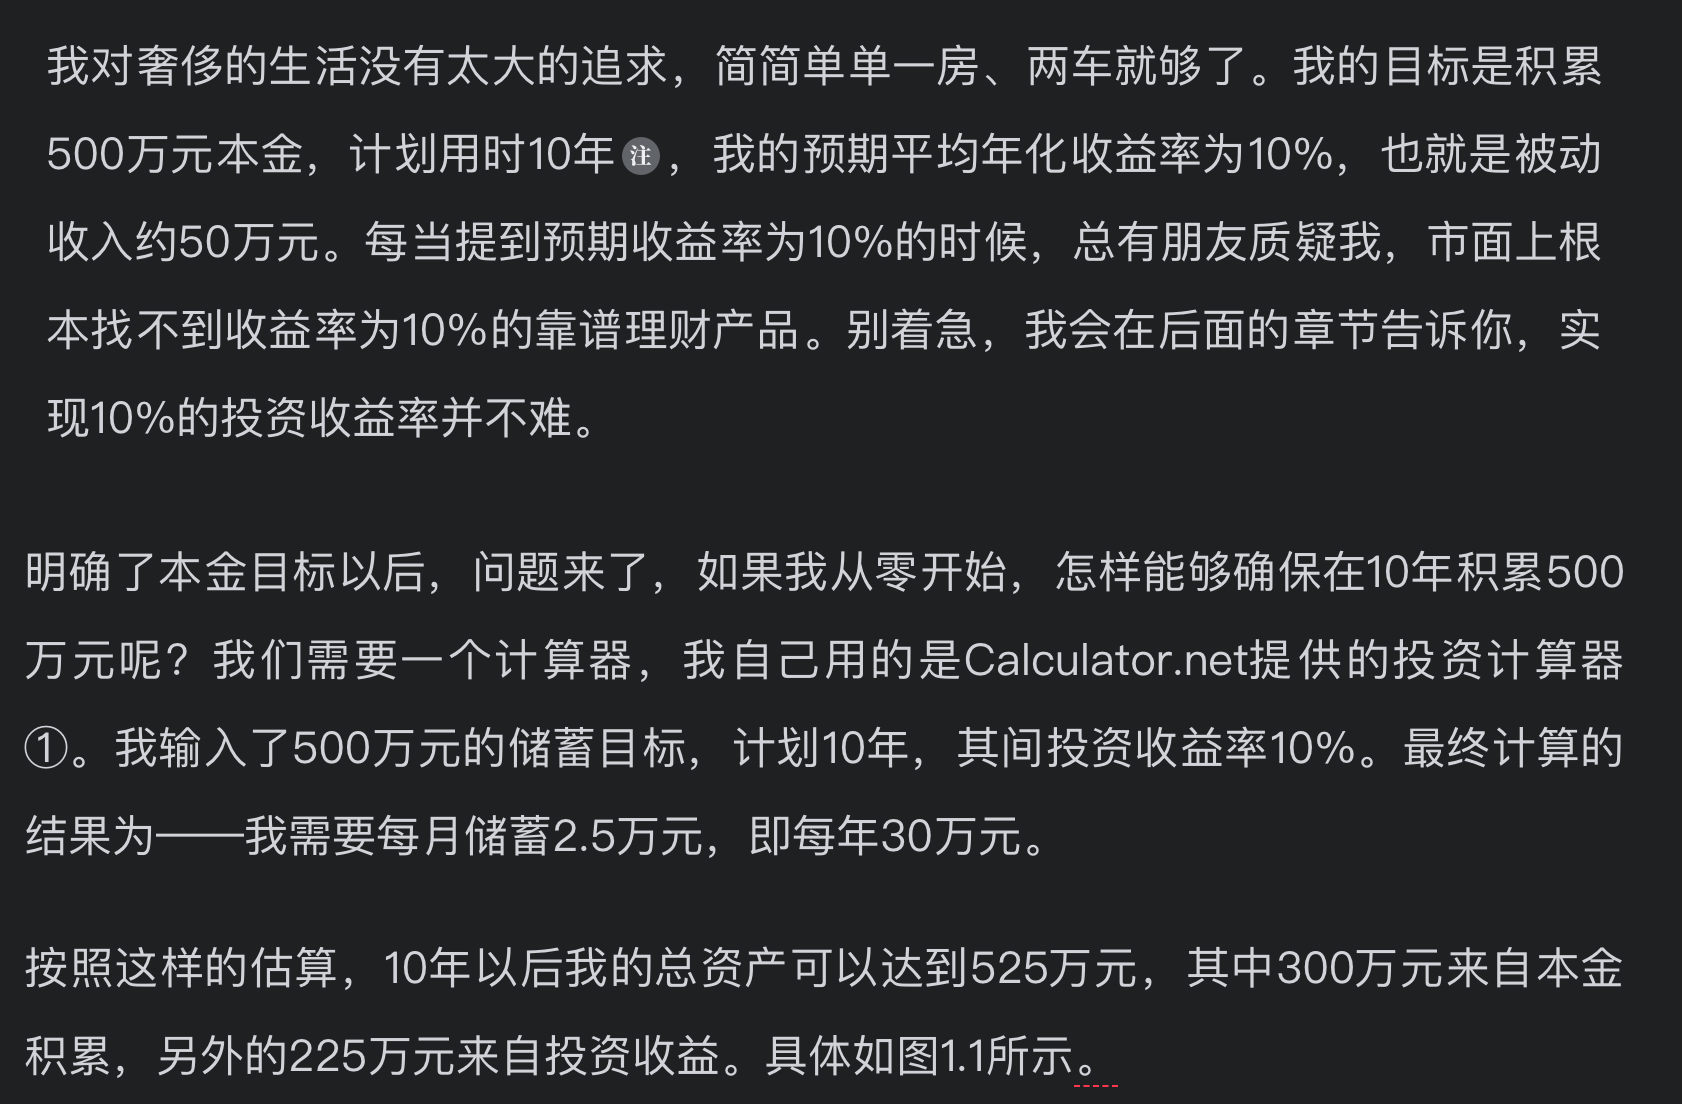 我对奢侈的生活没有太大的追求，简简单单一房、两车就够了。我的目标是积累
500万元本金，计划用时10年注，我的预期平均年化收益率为10%，也就是被动
收入约50万元。每当提到预期收益率为10%的时候，总有朋友质疑我，市面上根
本找不到收益率为10%的靠谱理财产品。别着急，我会在后面的章节告诉你，实
现10%的投资收益率并不难。
明确了本金目标以后，问题来了，如果我从零开始，怎样能够确保在10年积累500
万元呢？我们需要一个计算器，我自己用的是Calculator.net提供的投资计算器
①。我输入了500万元的储蓄目标，计划10年，其间投资收益率10%。最终计算的
结果为——我需要每月储蓄2.5万元，即每年30万元。
按照这样的估算，10年以后我的总资产可以达到525万元，其中300万元来自本金
积累，另外的225万元来自投资收益。具体如图1.1所示。